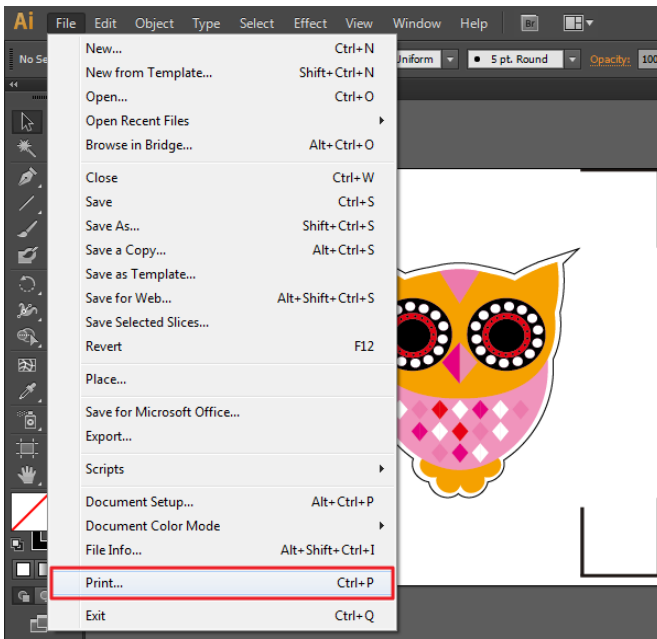 Ai File Edit Object Type Select Effect View Window Help Br
No Se
Uniform 5 pt. Round Opacity: 100
New... Ctrl+N
New from Template... Shift+Ctrl+N
Open... Ctrl+O
Open Recent Files
Browse in Bridge... Alt+Ctrl+O
Close Ctrl+W
Save Ctrl+S
Save As... Shift+Ctrl+S
Save a Copy... Alt+Ctrl+S
Save as Template...
Save for Web... Alt+Shift+Ctrl+S
Save Selected Slices...
Revert F12
Place...
Save for Microsoft Office...
Export...
Scripts
Document Setup... Alt+Ctrl+P
Document Color Mode
File Info... Alt+Shift+Ctrl+I
Print... Ctrl+P
Exit Ctrl+Q